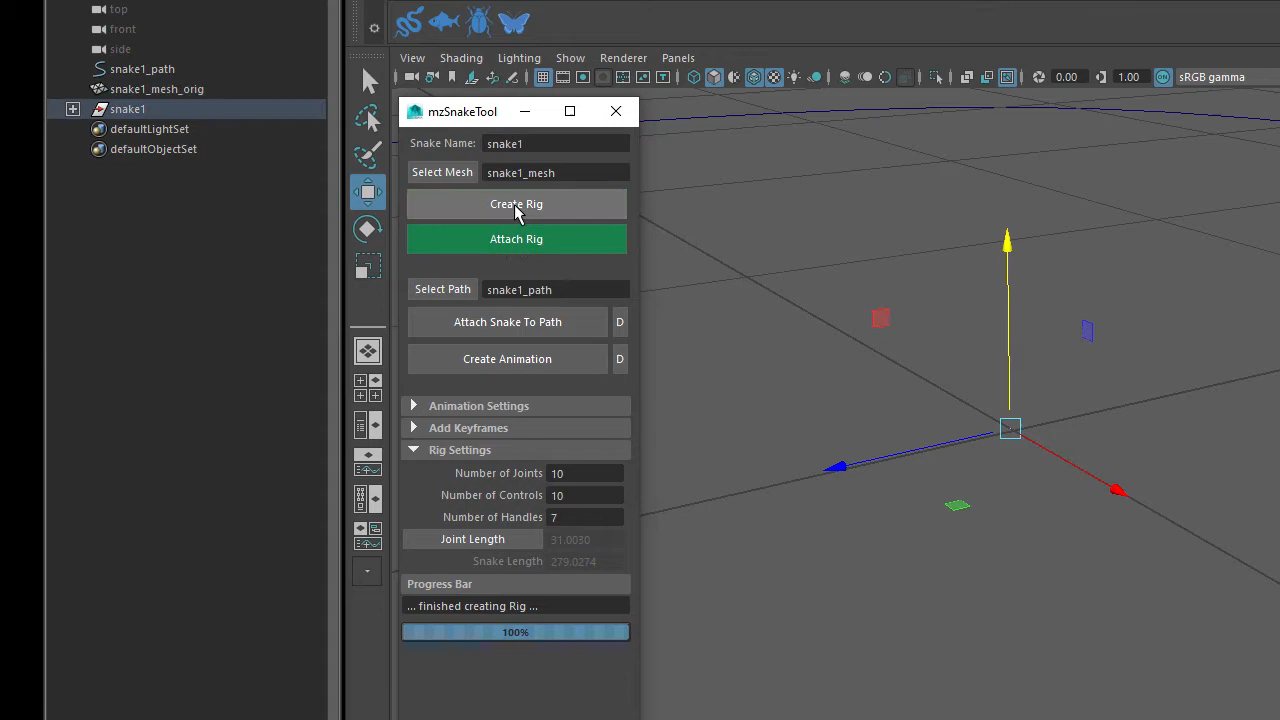 top
front
side
snake1_path
snake1_mesh_orig
snake1
defaultLightSet
defaultObjectSet
View Shading Lighting Show Renderer Panels
0.00 1.00 ON sRGB gamma
mzSnakeTool
Snake Name: snake1
Select Mesh snake1_mesh
Create Rig
Attach Rig
Select Path snake1_path
Attach Snake To Path D
Create Animation D
Animation Settings
Add Keyframes
Rig Settings
Number of Joints 10
Number of Controls 10
Number of Handles 7
Joint Length 31.0030
Snake Length 279.0274
Progress Bar
... finished creating Rig ...
100%